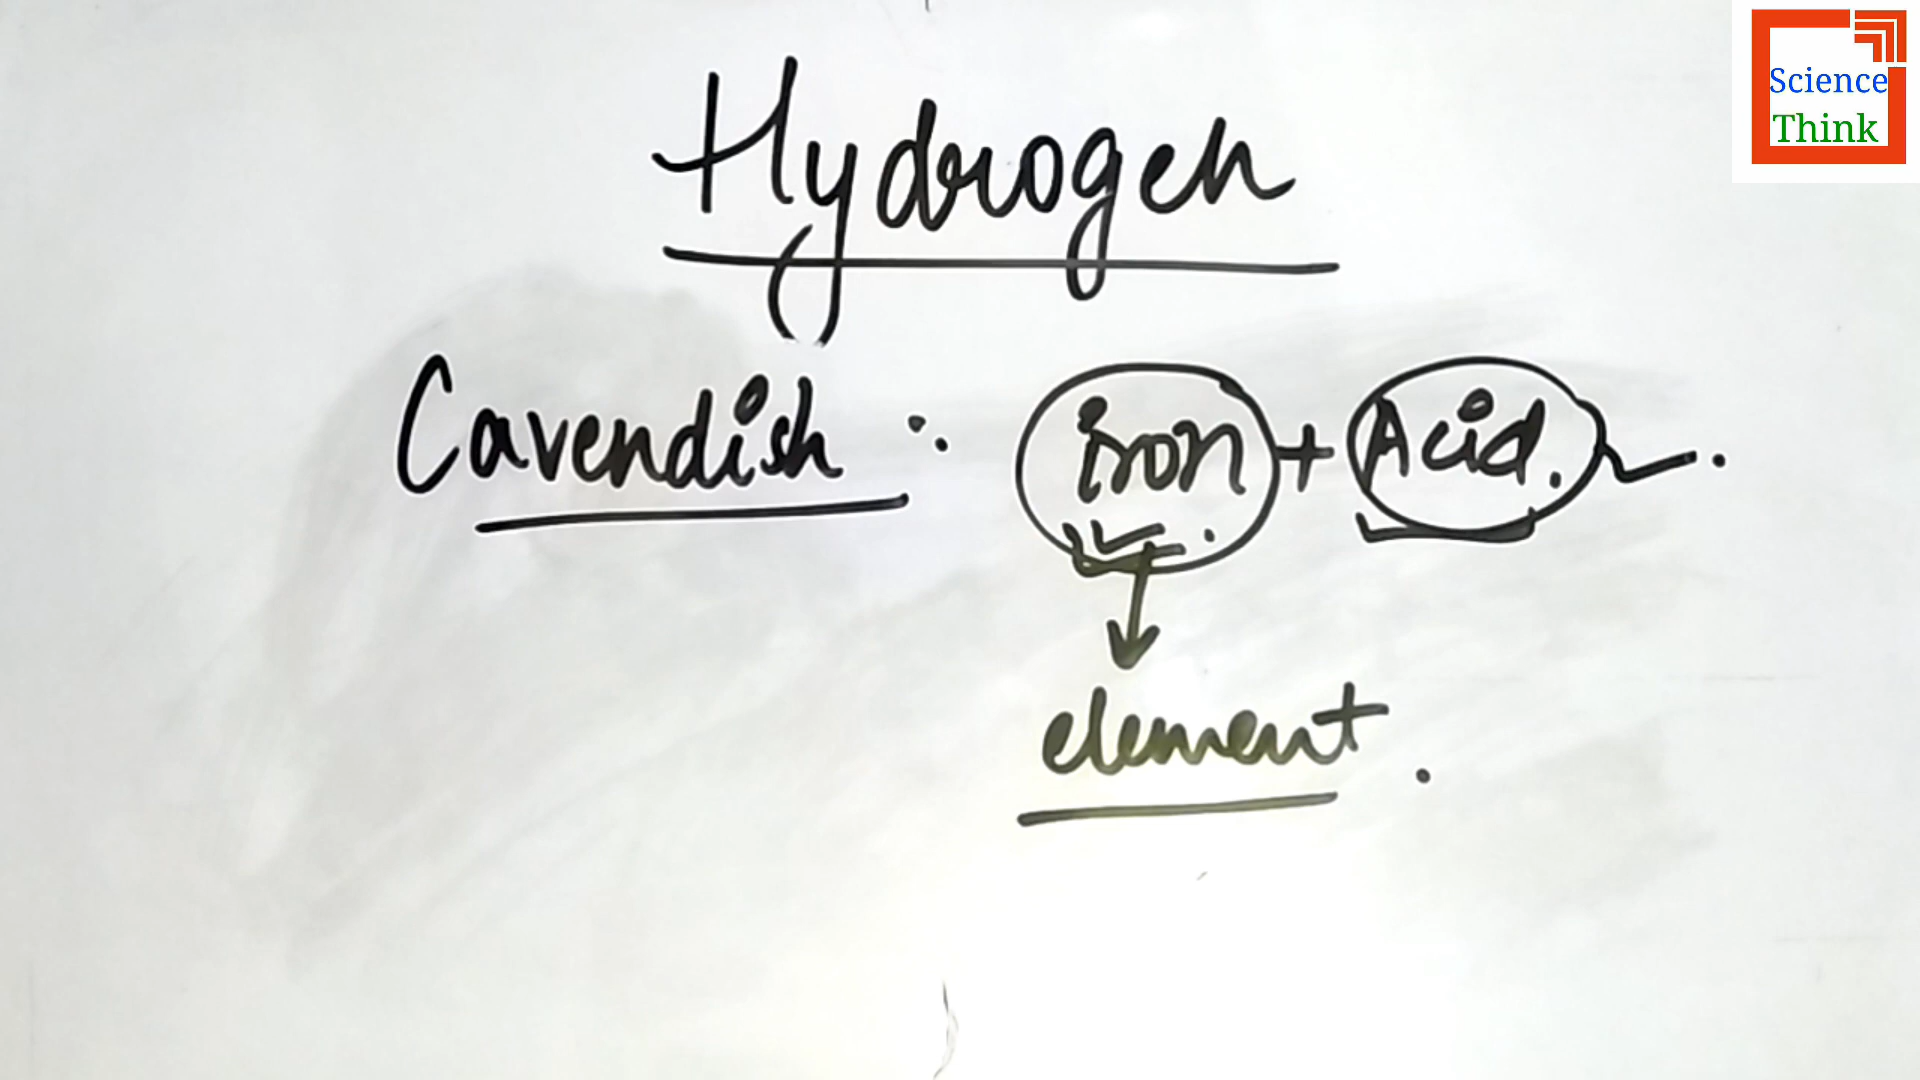 Science
Think
Hydrogen
Cavendish : iron + Acid.
element.